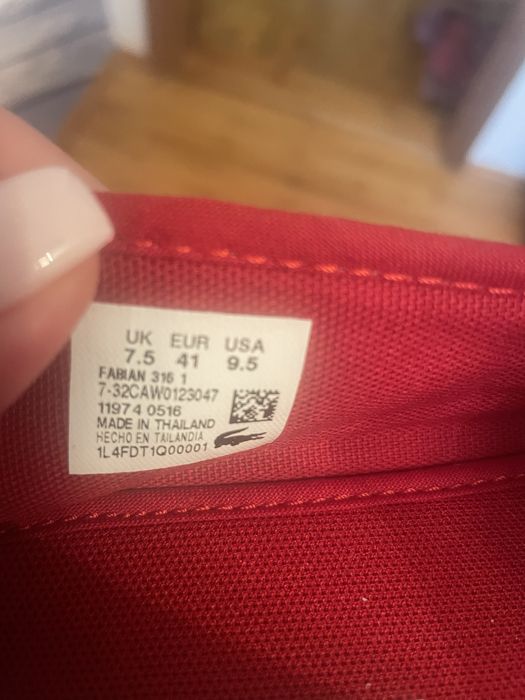 UK EUR USA
7.5 41 9.5
FABIAN 316 1
7-32CAW0123047
11974 0516
MADE IN THAILAND
HECHO EN TAILANDIA
1L4FDT1Q00001